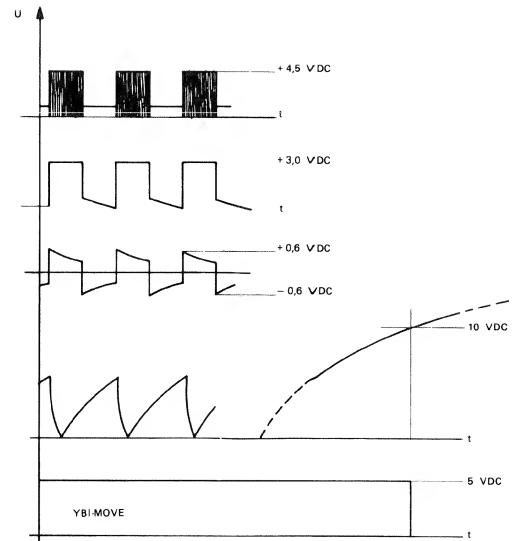 U
+ 4,5 VDC
t
+ 3,0 VDC
t
+ 0,6 VDC
− 0,6 VDC
10 VDC
t
5 VDC
YBI-MOVE
t